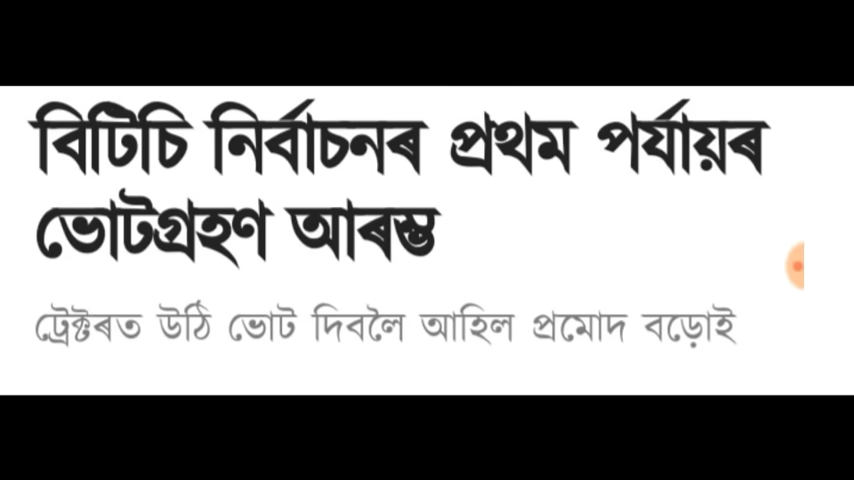 বিটিচি নিৰ্বাচনৰ প্ৰথম পৰ্যায়ৰ
ভোটগ্ৰহণ আৰম্ভ
ট্ৰেক্টৰত উঠি ভোট দিবলৈ আহিল প্ৰমোদ বড়োই